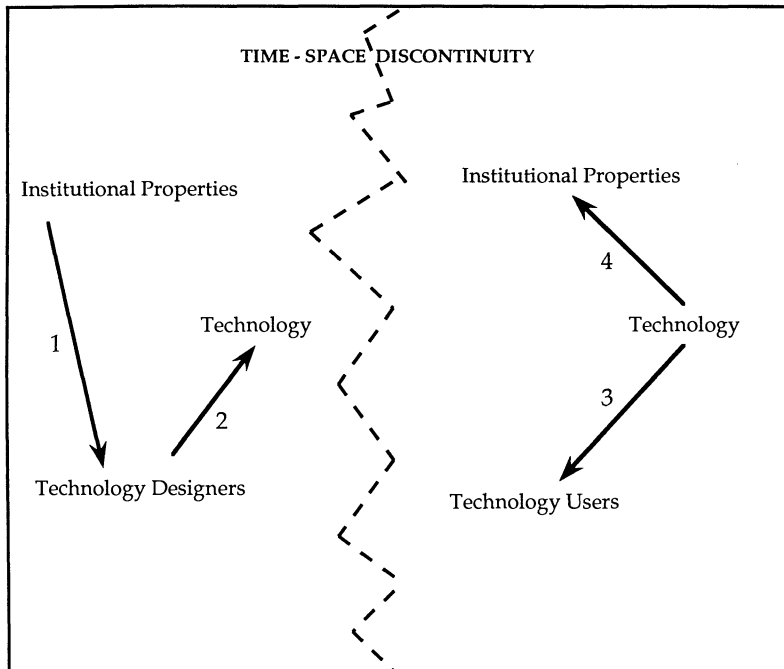 TIME - SPACE DISCONTINUITY
Institutional Properties
1
Technology
2
Technology Designers
Institutional Properties
4
Technology
3
Technology Users